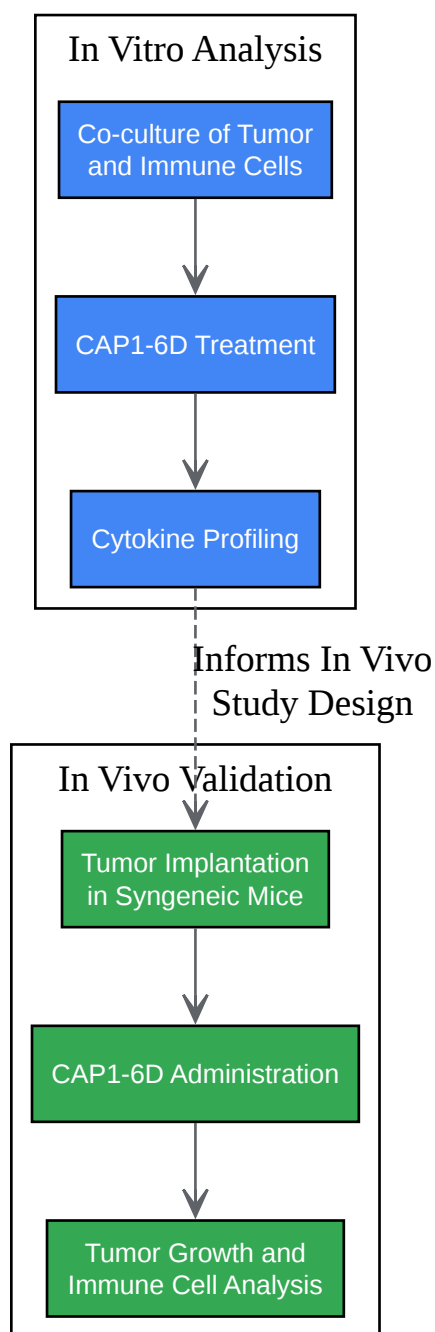 In Vitro Analysis
Co-culture of Tumor
and Immune Cells
CAP1-6D Treatment
Cytokine Profiling
Informs In Vivo
Study Design
In Vivo Validation
Tumor Implantation
in Syngeneic Mice
CAP1-6D Administration
Tumor Growth and
Immune Cell Analysis